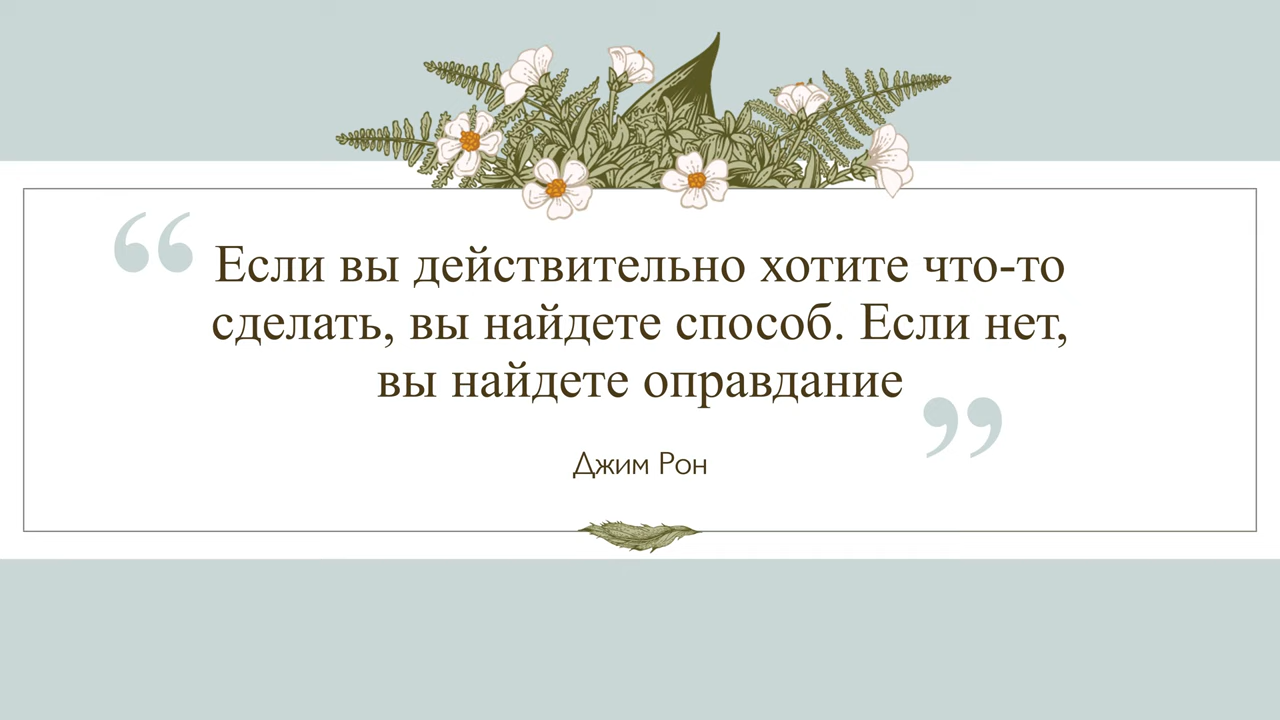 Если вы действительно хотите что-то
сделать, вы найдете способ. Если нет,
вы найдете оправдание
Джим Рон